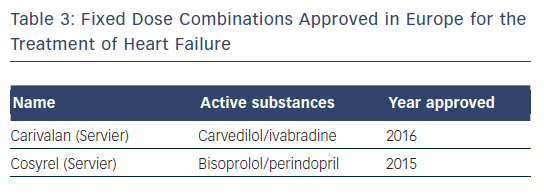 Table 3: Fixed Dose Combinations Approved in Europe for the
Treatment of Heart Failure
Name Active substances Year approved
Carivalan (Servier) Carvedilol/ivabradine 2016
Cosyrel (Servier) Bisoprolol/perindopril 2015